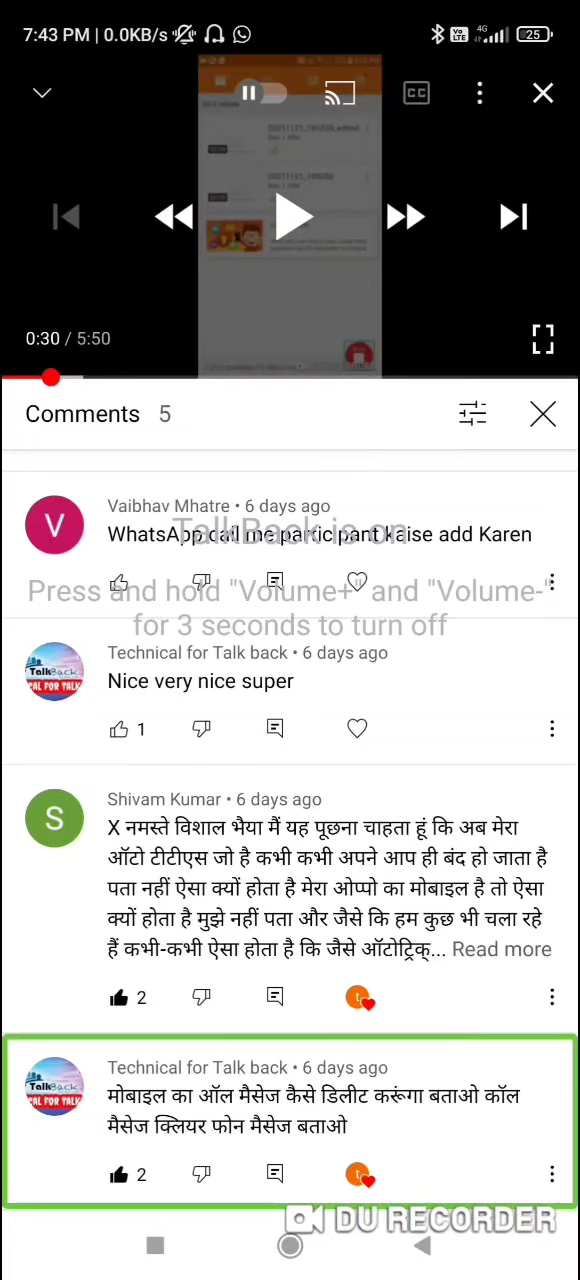 7:43 PM | 0.0KB/s
Vo LTE 4G 25
CC
0:30 / 5:50
Comments 5
Vaibhav Mhatre • 6 days ago
WhatsApp call me participant kaise add Karen
TalkBack is on
Press and hold "Volume+" and "Volume-"
for 3 seconds to turn off
Technical for Talk back • 6 days ago
Nice very nice super
1
Shivam Kumar • 6 days ago
X नमस्ते विशाल भैया मैं यह पूछना चाहता हूं कि अब मेरा
ऑटो टीटीएस जो है कभी कभी अपने आप ही बंद हो जाता है
पता नहीं ऐसा क्यों होता है मेरा ओप्पो का मोबाइल है तो ऐसा
क्यों होता है मुझे नहीं पता और जैसे कि हम कुछ भी चला रहे
हैं कभी-कभी ऐसा होता है कि जैसे ऑटोट्रिक्... Read more
2
Technical for Talk back • 6 days ago
मोबाइल का ऑल मैसेज कैसे डिलीट करूंगा बताओ कॉल
मैसेज क्लियर फोन मैसेज बताओ
2
DU RECORDER